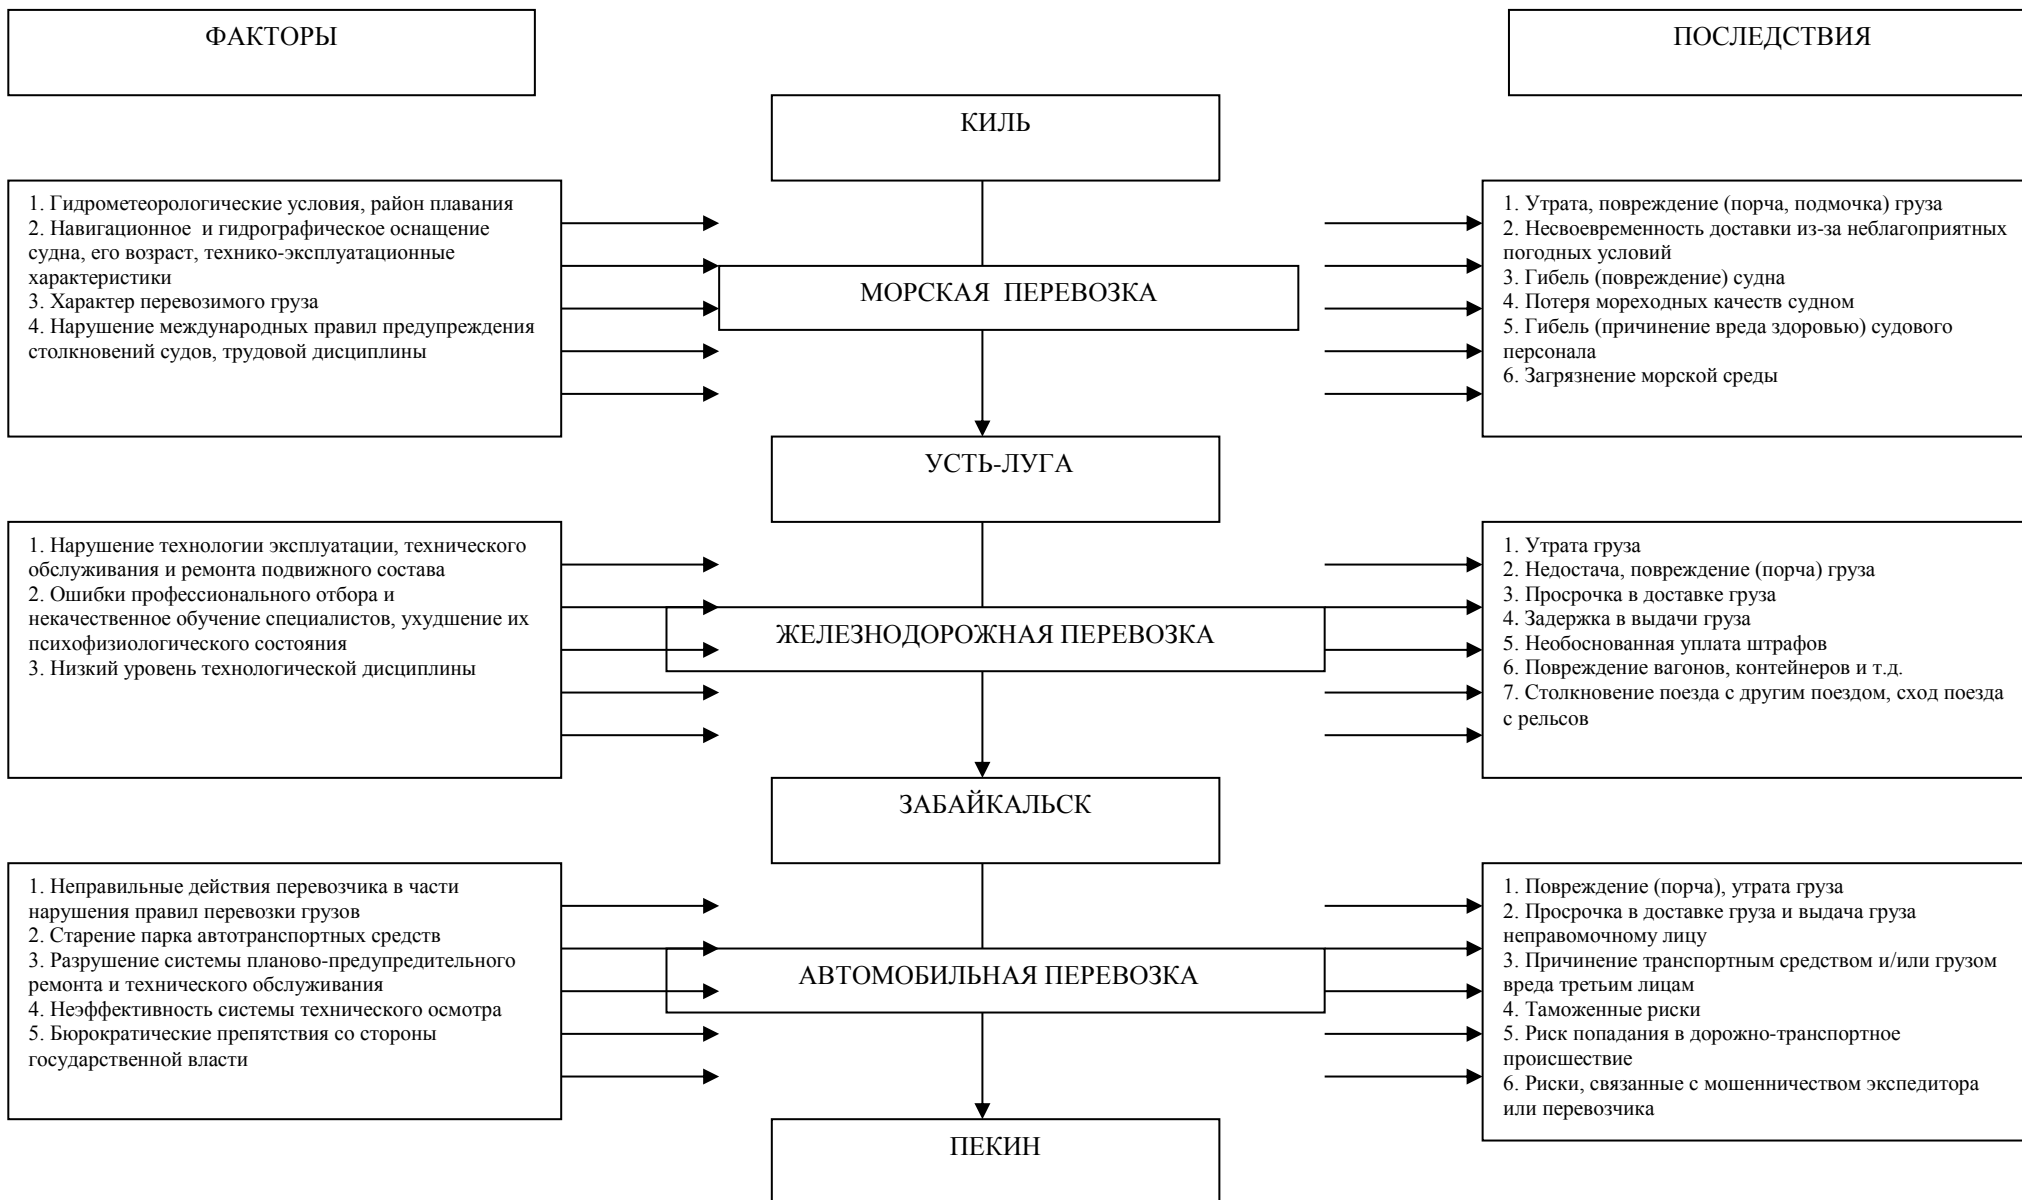 ФАКТОРЫ
ПОСЛЕДСТВИЯ
КИЛЬ
1. Гидрометеорологические условия, район плавания
2. Навигационное и гидрографическое оснащение
судна, его возраст, технико-эксплуатационные
характеристики
3. Характер перевозимого груза
4. Нарушение международных правил предупреждения
столкновений судов, трудовой дисциплины
МОРСКАЯ ПЕРЕВОЗКА
1. Утрата, повреждение (порча, подмочка) груза
2. Несвоевременность доставки из-за неблагоприятных
погодных условий
3. Гибель (повреждение) судна
4. Потеря мореходных качеств судном
5. Гибель (причинение вреда здоровью) судового
персонала
6. Загрязнение морской среды
УСТЬ-ЛУГА
1. Нарушение технологии эксплуатации, технического
обслуживания и ремонта подвижного состава
2. Ошибки профессионального отбора и
некачественное обучение специалистов, ухудшение их
психофизиологического состояния
3. Низкий уровень технологической дисциплины
ЖЕЛЕЗНОДОРОЖНАЯ ПЕРЕВОЗКА
1. Утрата груза
2. Недостача, повреждение (порча) груза
3. Просрочка в доставке груза
4. Задержка в выдачи груза
5. Необоснованная уплата штрафов
6. Повреждение вагонов, контейнеров и т.д.
7. Столкновение поезда с другим поездом, сход поезда
с рельсов
ЗАБАЙКАЛЬСК
1. Неправильные действия перевозчика в части
нарушения правил перевозки грузов
2. Старение парка автотранспортных средств
3. Разрушение системы планово-предупредительного
ремонта и технического обслуживания
4. Неэффективность системы технического осмотра
5. Бюрократические препятствия со стороны
государственной власти
АВТОМОБИЛЬНАЯ ПЕРЕВОЗКА
1. Повреждение (порча), утрата груза
2. Просрочка в доставке груза и выдача груза
неправомочному лицу
3. Причинение транспортным средством и/или грузом
вреда третьим лицам
4. Таможенные риски
5. Риск попадания в дорожно-транспортное
происшествие
6. Риски, связанные с мошенничеством экспедитора
или перевозчика
ПЕКИН